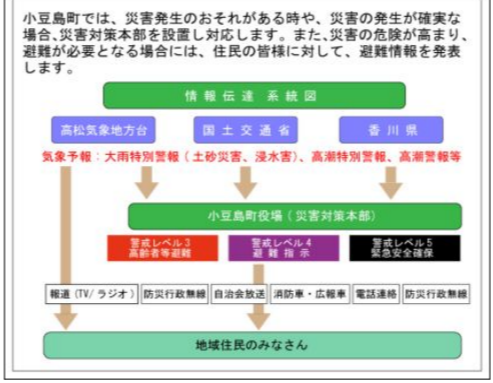 小豆島町では、災害発生のおそれがある時や、災害の発生が確実な
場合、災害対策本部を設置し対応します。また、災害の危険が高まり、
避難が必要となる場合には、住民の皆様に対して、避難情報を発表
します。
情報伝達 系統図
高松気象地方台
国土交通省
香川県
気象予報：大雨特別警報（土砂災害、浸水害）、高潮特別警報、高潮警報等
小豆島町役場（災害対策本部）
警戒レベル3
高齢者等避難
警戒レベル4
避難指示
警戒レベル5
緊急安全確保
報道（TV/ラジオ）
防災行政無線
自治会放送
消防車・広報車
電話連絡
防災行政無線
地域住民のみなさん